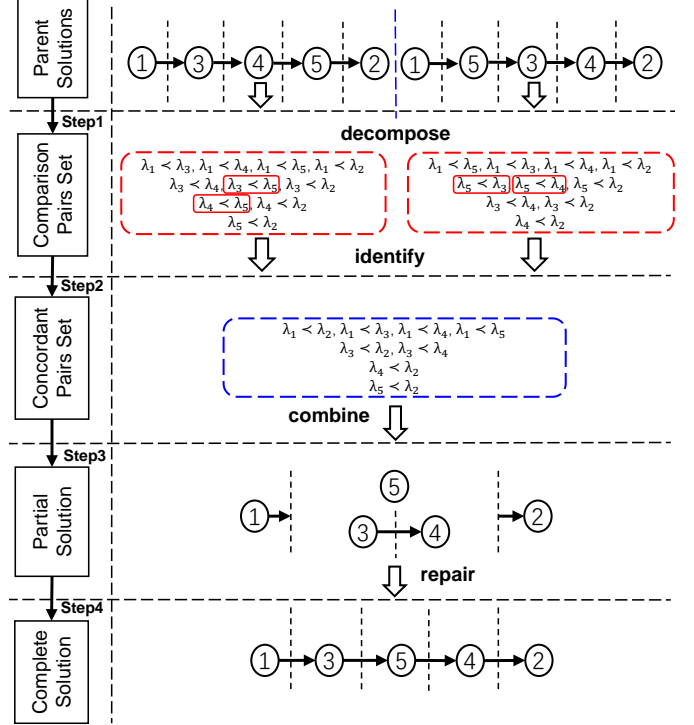 Parent
Solutions
1 3 4 5 2
1 5 3 4 2
Step1
decompose
Comparison
Pairs Set
λ₁ ≺ λ₃, λ₁ ≺ λ₄, λ₁ ≺ λ₅, λ₁ ≺ λ₂
λ₃ ≺ λ₄, λ₃ ≺ λ₅, λ₃ ≺ λ₂
λ₄ ≺ λ₅, λ₄ ≺ λ₂
λ₅ ≺ λ₂
λ₁ ≺ λ₅, λ₁ ≺ λ₃, λ₁ ≺ λ₄, λ₁ ≺ λ₂
λ₅ ≺ λ₃, λ₅ ≺ λ₄, λ₅ ≺ λ₂
λ₃ ≺ λ₄, λ₃ ≺ λ₂
λ₄ ≺ λ₂
identify
Step2
Concordant
Pairs Set
λ₁ ≺ λ₂, λ₁ ≺ λ₃, λ₁ ≺ λ₄, λ₁ ≺ λ₅
λ₃ ≺ λ₂, λ₃ ≺ λ₄
λ₄ ≺ λ₂
λ₅ ≺ λ₂
combine
Step3
Partial
Solution
5
1 3 4 2
repair
Step4
Complete
Solution
1 3 5 4 2